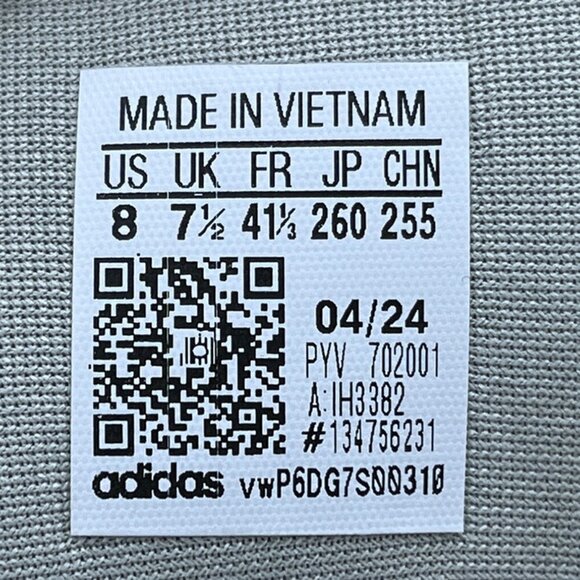 MADE IN VIETNAM
US UK FR JP CHN
8 7½ 41⅓ 260 255
04/24
PYV 702001
A:IH3382
#134756231
adidas vwP6DG7S00310